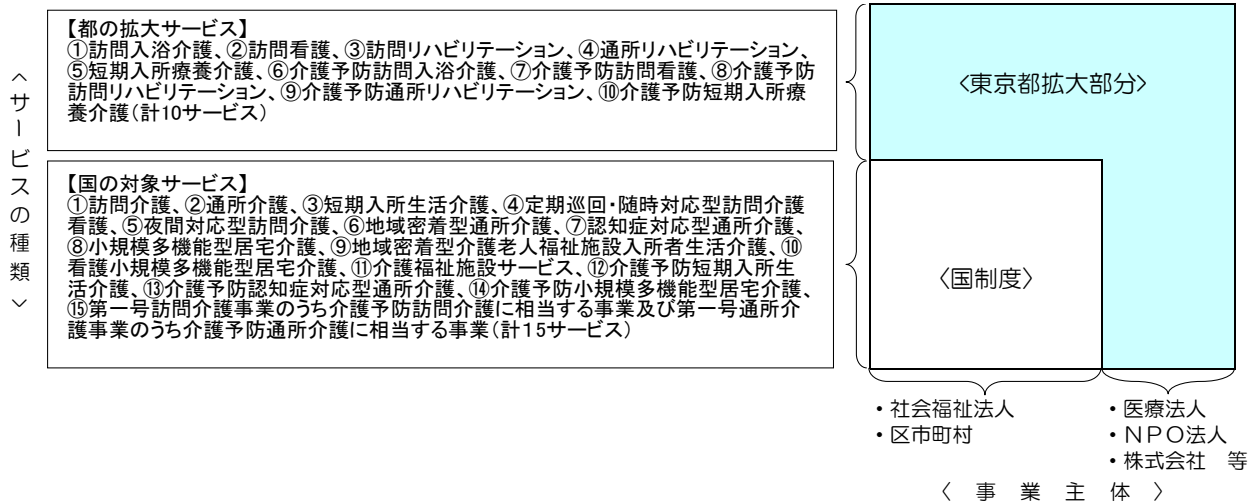 ＜サービスの種類＞
【都の拡大サービス】
①訪問入浴介護、②訪問看護、③訪問リハビリテーション、④通所リハビリテーション、
⑤短期入所療養介護、⑥介護予防訪問入浴介護、⑦介護予防訪問看護、⑧介護予防
訪問リハビリテーション、⑨介護予防通所リハビリテーション、⑩介護予防短期入所療
養介護（計10サービス）
【国の対象サービス】
①訪問介護、②通所介護、③短期入所生活介護、④定期巡回・随時対応型訪問介護
看護、⑤夜間対応型訪問介護、⑥地域密着型通所介護、⑦認知症対応型通所介護、
⑧小規模多機能型居宅介護、⑨地域密着型介護老人福祉施設入所者生活介護、⑩
看護小規模多機能型居宅介護、⑪介護福祉施設サービス、⑫介護予防短期入所生
活介護、⑬介護予防認知症対応型通所介護、⑭介護予防小規模多機能型居宅介護、
⑮第一号訪問介護事業のうち介護予防訪問介護に相当する事業及び第一号通所介
護事業のうち介護予防通所介護に相当する事業（計１５サービス）
〈東京都拡大部分〉
〈国制度〉
・社会福祉法人
・区市町村
・医療法人
・ＮＰＯ法人
・株式会社　等
〈　事　業　主　体　〉